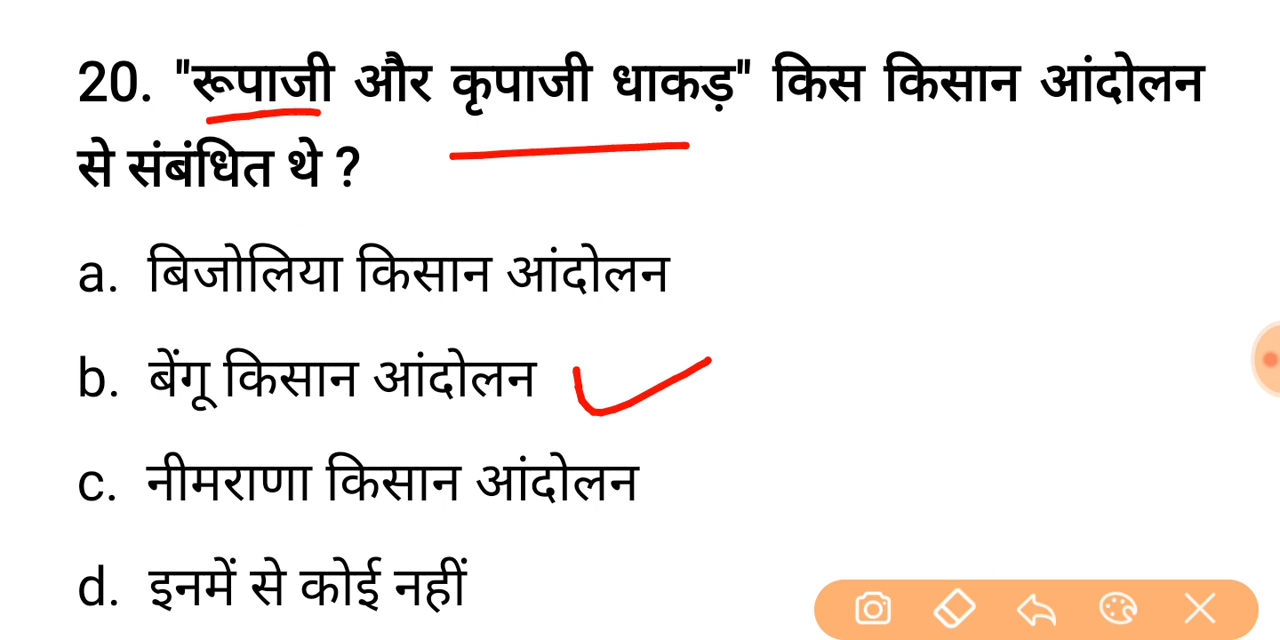 20. "रूपाजी और कृपाजी धाकड़" किस किसान आंदोलन
से संबंधित थे ?
a. बिजोलिया किसान आंदोलन
b. बेंगू किसान आंदोलन
c. नीमराणा किसान आंदोलन
d. इनमें से कोई नहीं